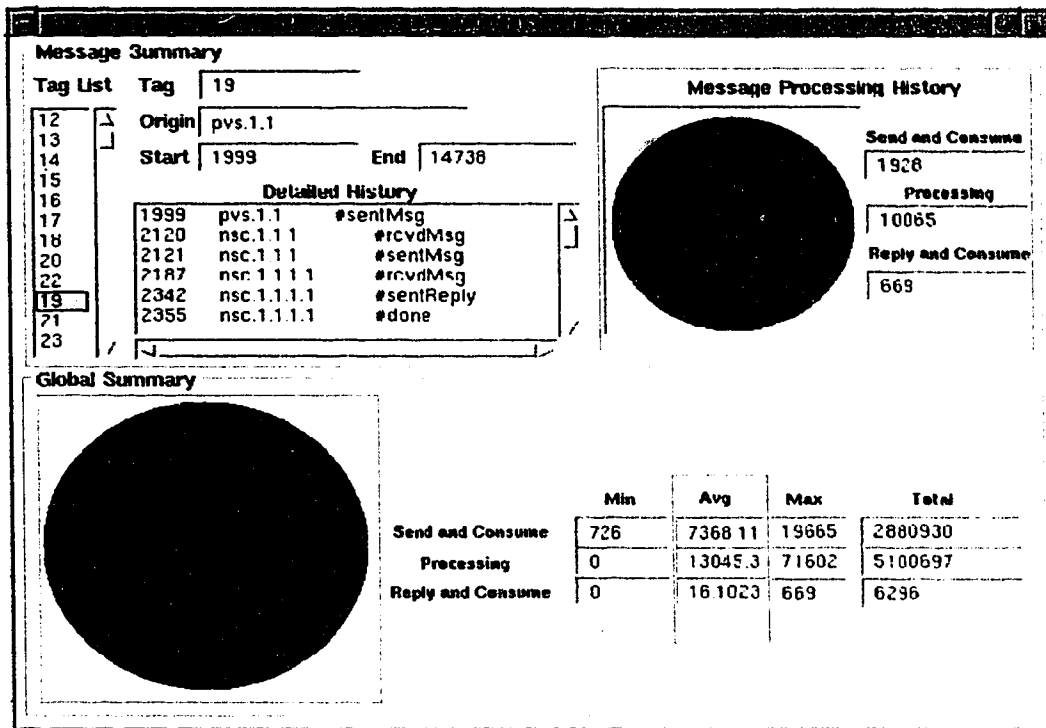 Message Summary
Tag List
12
13
14
15
16
17
18
20
22
19
21
23
Tag 19
Origin pvs.1.1
Start 1999 End 14738
Detailed History
1999 pvs.1.1 #sentMsg
2120 nsc.1.1.1 #rcvdMsg
2121 nsc.1.1.1 #sentMsg
2187 nsc.1.1.1.1 #rcvdMsg
2342 nsc.1.1.1.1 #sentReply
2355 nsc.1.1.1.1 #done
Message Processing History
Send and Consume
1928
Processing
10065
Reply and Consume
669
Global Summary
Min Avg Max Total
Send and Consume 726 7368.11 19665 2880930
Processing 0 13045.3 71602 5100697
Reply and Consume 0 16.1023 669 6296